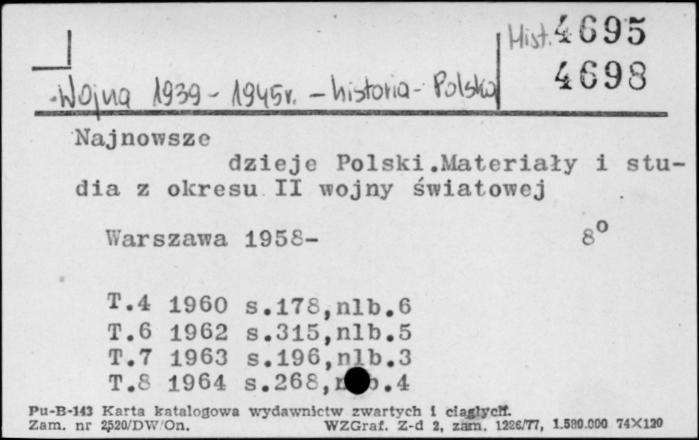 Hist. 4695
4698
Wojna 1939 - 1945r. - historia - Polska
Najnowsze
dzieje Polski.Materiały i stu-
dia z okresu II wojny światowej
Warszawa 1958- 8°
T.4 1960 s.178,nlb.6
T.6 1962 s.315,nlb.5
T.7 1963 s.196,nlb.3
T.8 1964 s.268, .4
Pu-B-143 Karta katalogowa wydawnictw zwartych i ciągłych.
Zam. nr 2520/DW/On. WZGraf. Z-d 2, zam. 1226/77, 1.580.000 74X120